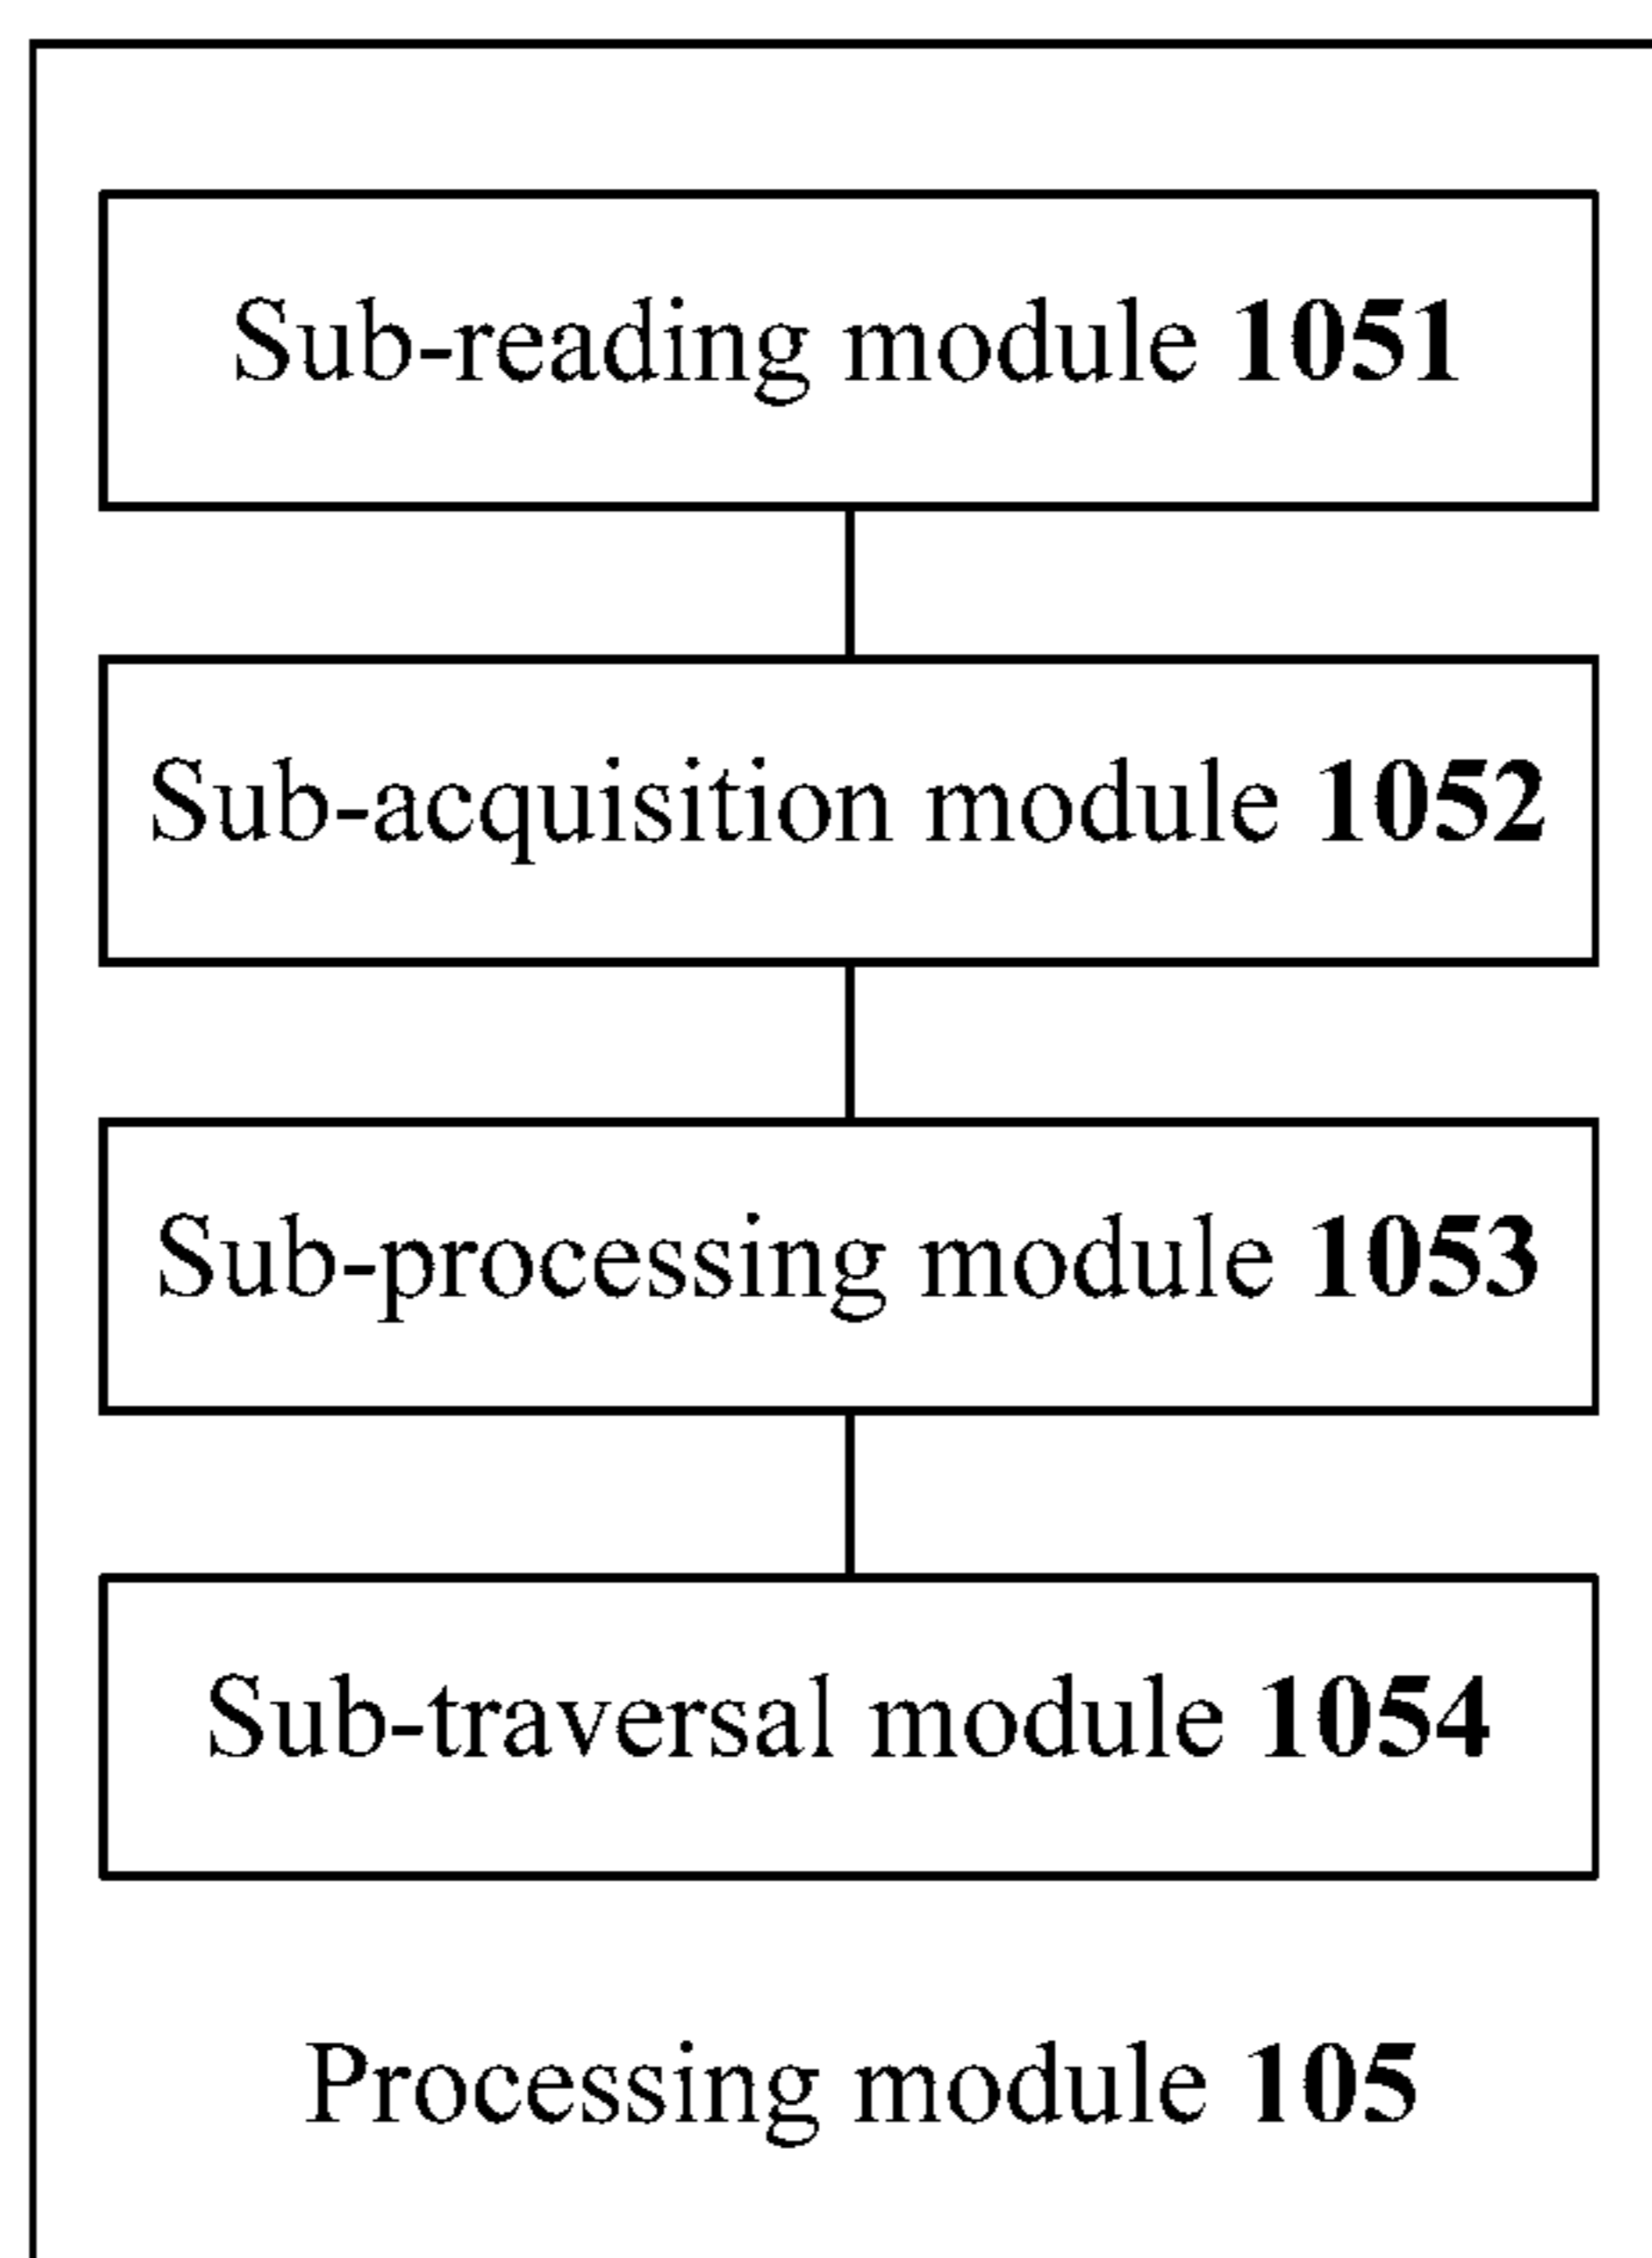 Sub-reading module 1051
Sub-acquisition module 1052
Sub-processing module 1053
Sub-traversal module 1054
Processing module 105